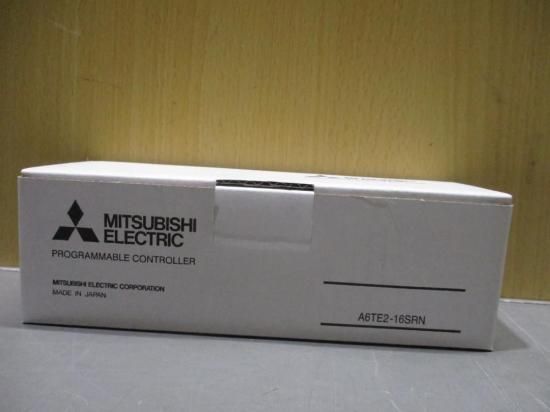 MITSUBISHI
ELECTRIC
PROGRAMMABLE CONTROLLER
MITSUBISHI ELECTRIC CORPORATION
MADE IN JAPAN
A6TE2-16SRN